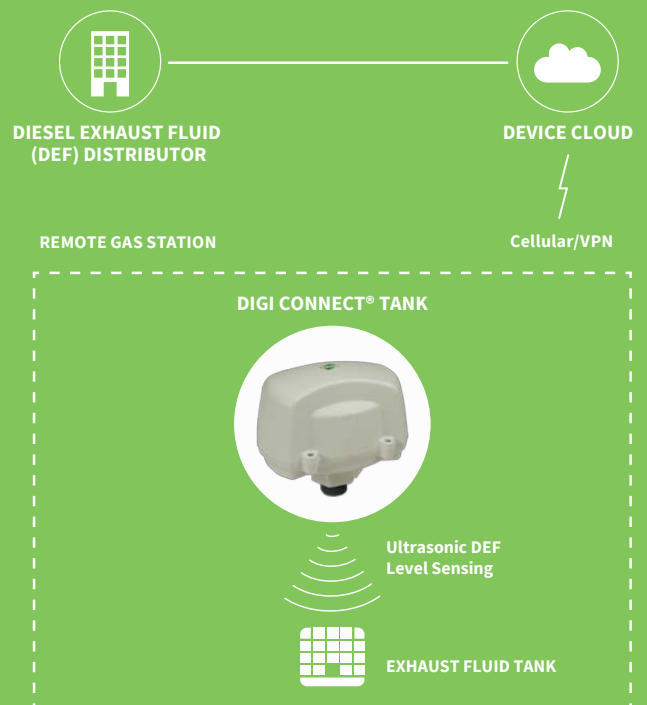 DIESEL EXHAUST FLUID
(DEF) DISTRIBUTOR
DEVICE CLOUD
REMOTE GAS STATION
Cellular/VPN
DIGI CONNECT® TANK
Ultrasonic DEF
Level Sensing
EXHAUST FLUID TANK